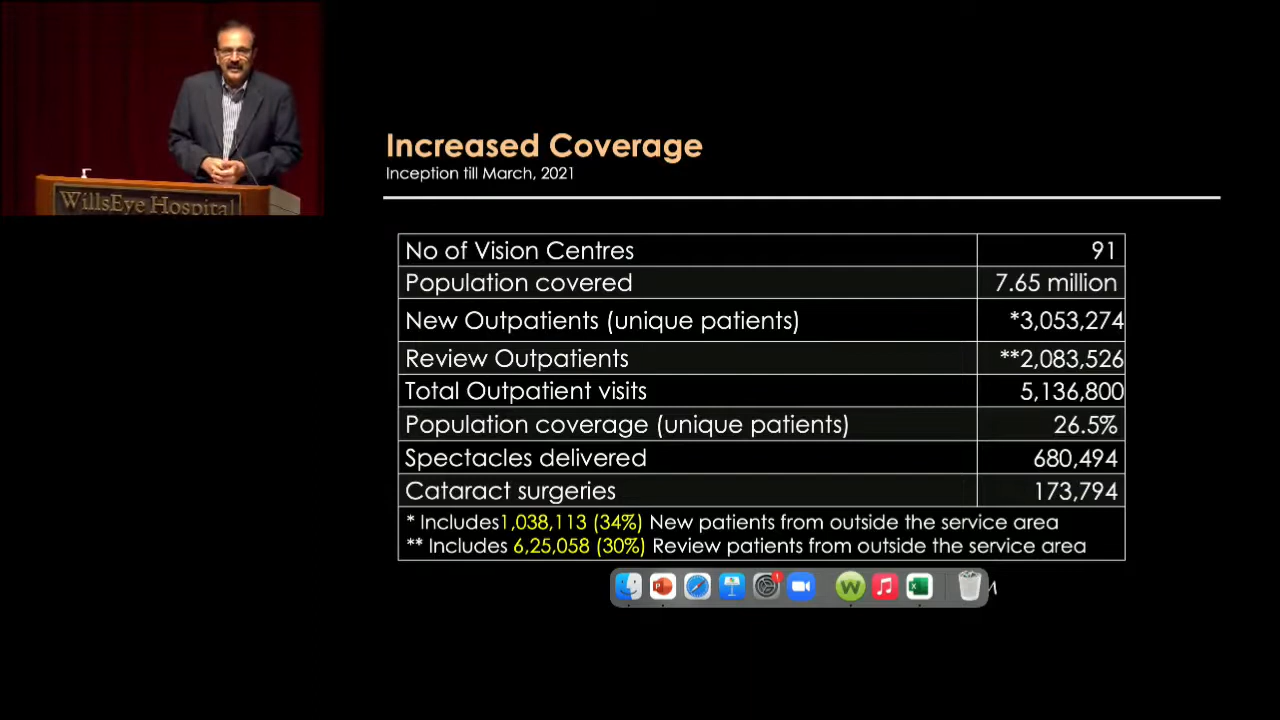 WillsEye Hospital
Increased Coverage
Inception till March, 2021
No of Vision Centres 91
Population covered 7.65 million
New Outpatients (unique patients) *3,053,274
Review Outpatients **2,083,526
Total Outpatient visits 5,136,800
Population coverage (unique patients) 26.5%
Spectacles delivered 680,494
Cataract surgeries 173,794
* Includes1,038,113 (34%) New patients from outside the service area
** Includes 6,25,058 (30%) Review patients from outside the service area